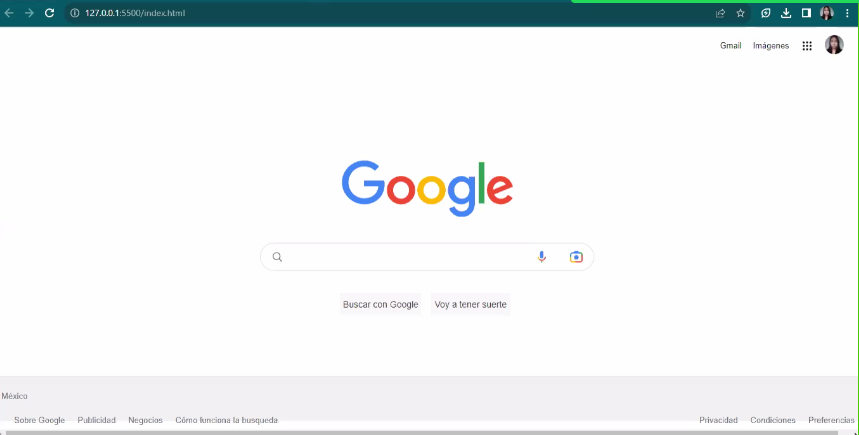 127.0.0.1:5500/index.html
Gmail Imágenes
Google
Buscar con Google Voy a tener suerte
México
Sobre Google Publicidad Negocios Cómo funciona la busqueda Privacidad Condiciones Preferencias